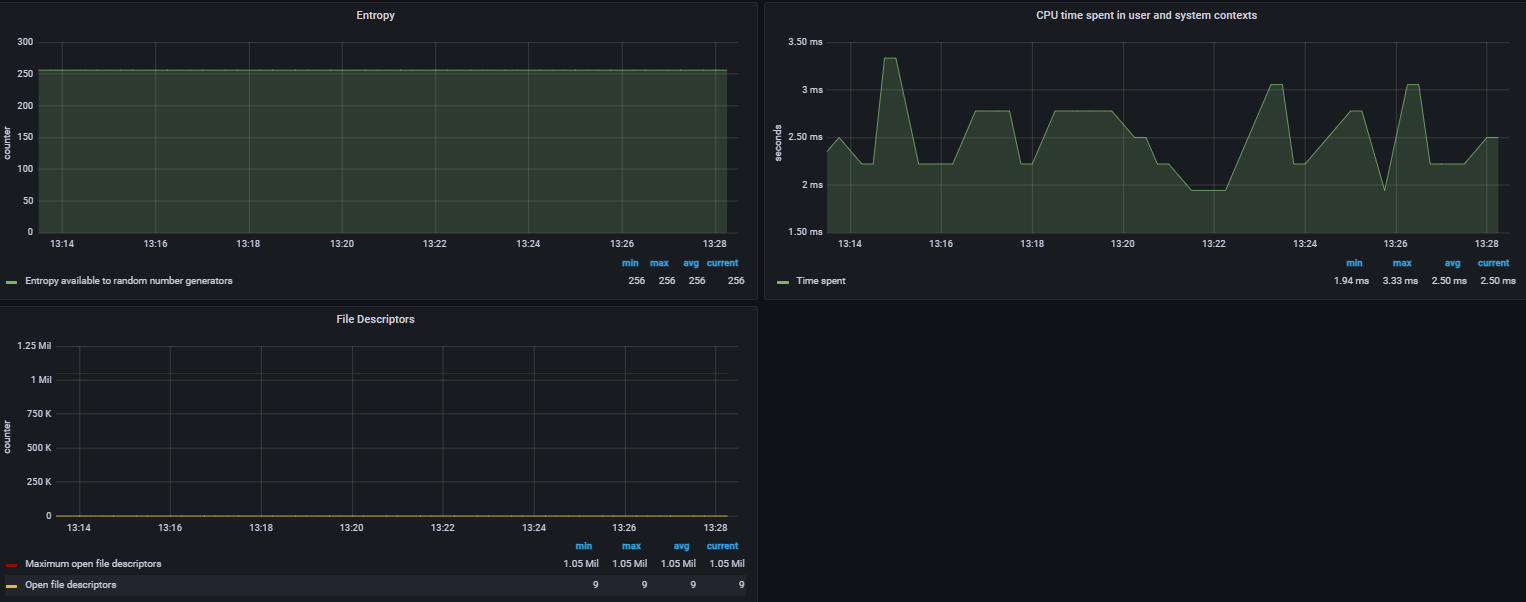 Entropy
300
250
200
150
100
50
0
counter
13:14 13:16 13:18 13:20 13:22 13:24 13:26 13:28
min max avg current
Entropy available to random number generators 256 256 256 256
CPU time spent in user and system contexts
3.50 ms
3 ms
2.50 ms
2 ms
1.50 ms
seconds
13:14 13:16 13:18 13:20 13:22 13:24 13:26 13:28
min max avg current
Time spent 1.94 ms 3.33 ms 2.50 ms 2.50 ms
File Descriptors
1.25 Mil
1 Mil
750 K
500 K
250 K
0
counter
13:14 13:16 13:18 13:20 13:22 13:24 13:26 13:28
min max avg current
Maximum open file descriptors 1.05 Mil 1.05 Mil 1.05 Mil 1.05 Mil
Open file descriptors 9 9 9 9